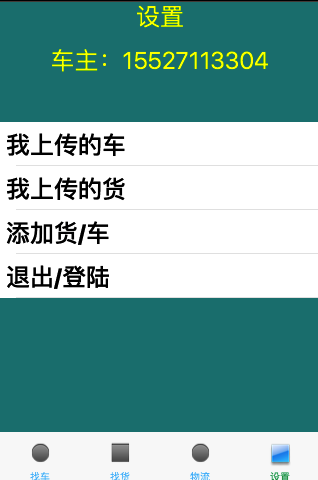 设置
车主：15527113304
我上传的车
我上传的货
添加货/车
退出/登陆
找车 找货 物流 设置